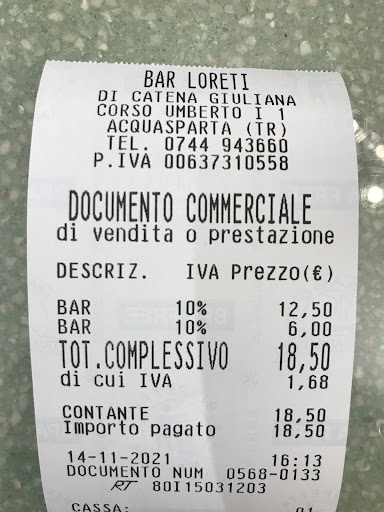 BAR LORETI
DI CATENA GIULIANA
CORSO UMBERTO I 1
ACQUASPARTA (TR)
TEL. 0744 943660
P.IVA 00637310558
DOCUMENTO COMMERCIALE
di vendita o prestazione
DESCRIZ. IVA Prezzo(€)
BAR 10% 12,50
BAR 10% 6,00
TOT.COMPLESSIVO 18,50
di cui IVA 1,68
CONTANTE 18,50
Importo pagato 18,50
14-11-2021 16:13
DOCUMENTO NUM 0568-0133
RT 80I15031203
CASSA: 01